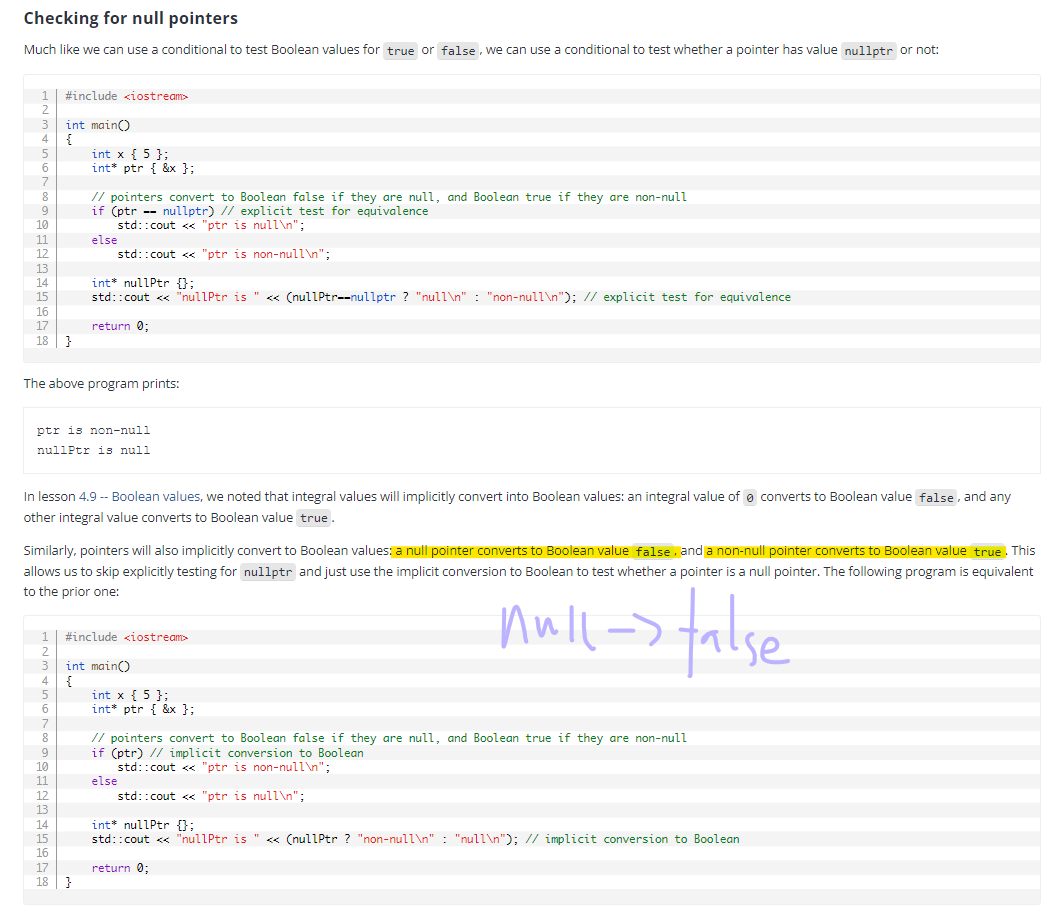 Checking for null pointers
Much like we can use a conditional to test Boolean values for true or false, we can use a conditional to test whether a pointer has value nullptr or not:
1 #include <iostream>
2
3 int main()
4 {
5     int x { 5 };
6     int* ptr { &x };
7
8     // pointers convert to Boolean false if they are null, and Boolean true if they are non-null
9     if (ptr == nullptr) // explicit test for equivalence
10         std::cout << "ptr is null\n";
11     else
12         std::cout << "ptr is non-null\n";
13
14     int* nullPtr {};
15     std::cout << "nullPtr is " << (nullPtr==nullptr ? "null\n" : "non-null\n"); // explicit test for equivalence
16
17     return 0;
18 }
The above program prints:
ptr is non-null
nullPtr is null
In lesson 4.9 -- Boolean values, we noted that integral values will implicitly convert into Boolean values: an integral value of 0 converts to Boolean value false, and any
other integral value converts to Boolean value true.
Similarly, pointers will also implicitly convert to Boolean values: a null pointer converts to Boolean value false, and a non-null pointer converts to Boolean value true. This
allows us to skip explicitly testing for nullptr and just use the implicit conversion to Boolean to test whether a pointer is a null pointer. The following program is equivalent
to the prior one:
null -> false
1 #include <iostream>
2
3 int main()
4 {
5     int x { 5 };
6     int* ptr { &x };
7
8     // pointers convert to Boolean false if they are null, and Boolean true if they are non-null
9     if (ptr) // implicit conversion to Boolean
10         std::cout << "ptr is non-null\n";
11     else
12         std::cout << "ptr is null\n";
13
14     int* nullPtr {};
15     std::cout << "nullPtr is " << (nullPtr ? "non-null\n" : "null\n"); // implicit conversion to Boolean
16
17     return 0;
18 }